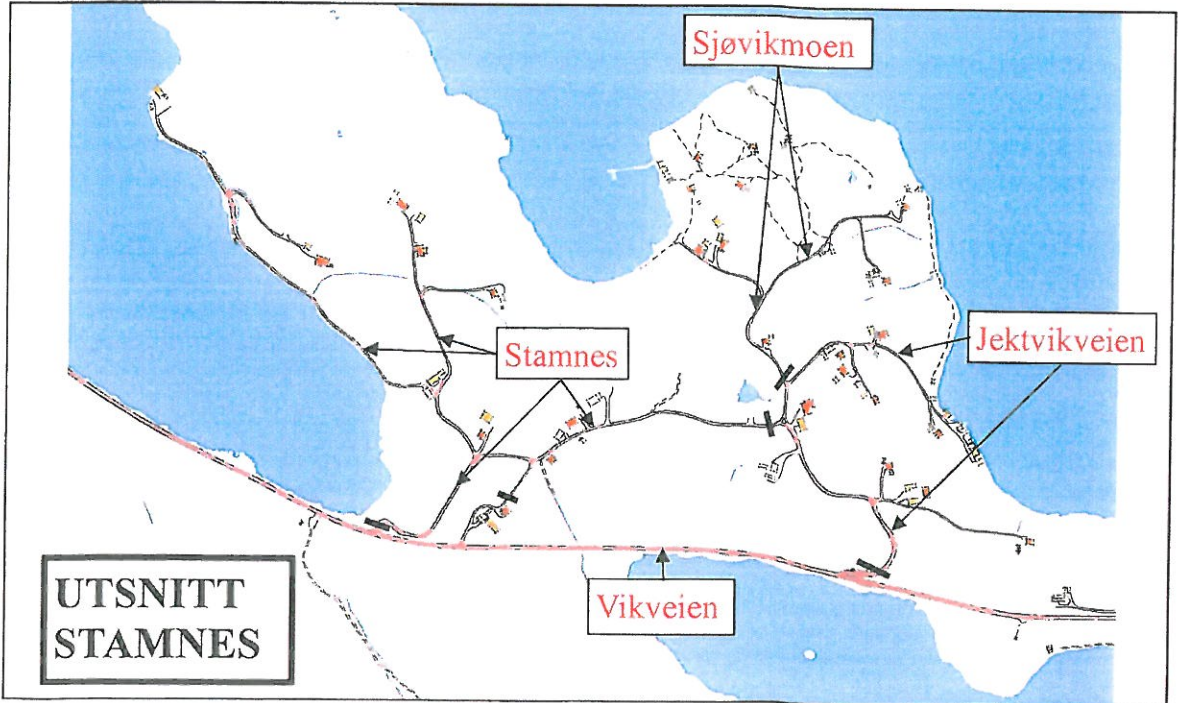 Sjøvikmoen
Jektvikveien
Stamnes
Vikveien
UTSNITT
STAMNES